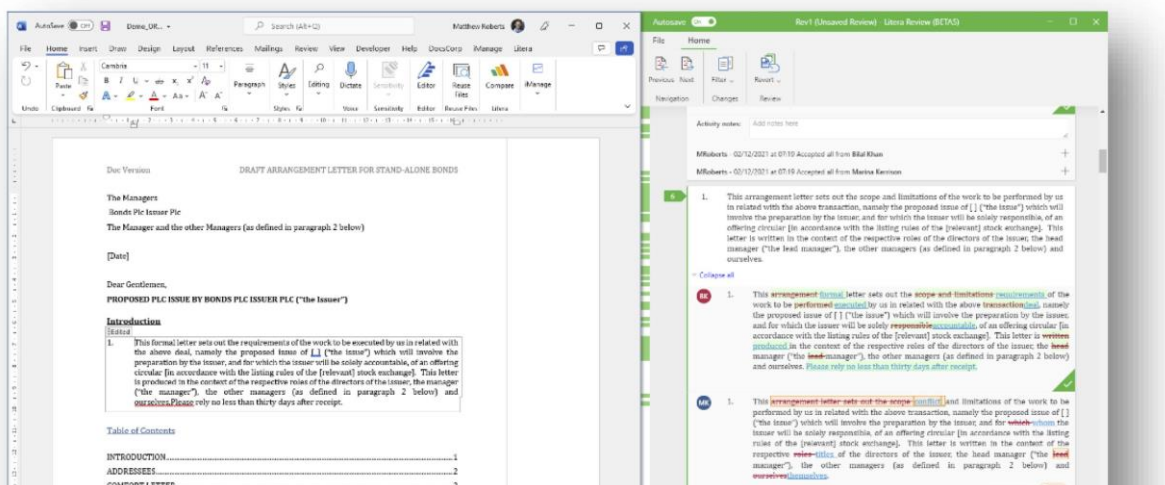 AutoSave Off Dome_OR... Search (Alt+Q) Matthew Roberts
File Home Insert Draw Design Layout References Mailings Review View Developer Help DocsCorp iManage Litera
Cambria 11
Paste Paragraph Styles Editing Dictate Sensitivity Editor Reuse Files Compare iManage
Undo Clipboard Font Styles Voice Sensitivity Editor Reuse Files Litera
Doc Version DRAFT ARRANGEMENT LETTER FOR STAND-ALONE BONDS
The Managers
Bonds Plc Issuer Plc
The Manager and the other Managers (as defined in paragraph 2 below)
[Date]
Dear Gentlemen,
PROPOSED PLC ISSUE BY BONDS PLC ISSUER PLC ("the Issuer")
Introduction
1. This formal letter sets out the requirements of the work to be executed by us in related with
the above deal, namely the proposed issue of [ ] ("the issue") which will involve the
preparation by the issuer, and for which the issuer will be solely accountable, of an offering
circular [in accordance with the listing rules of the [relevant] stock exchange]. This letter
is produced in the context of the respective roles of the directors of the issuer, the manager
("the manager"), the other managers (as defined in paragraph 2 below) and
ourselves.Please rely no less than thirty days after receipt.
Table of Contents
INTRODUCTION...1
ADDRESSEES...2
COMFORT LETTER...3
Autosave On Rev1 (Unsaved Review) - Litera Review (BETA5)
File Home
Previous Next Filter Revert
Navigation Changes Review
Activity notes: Add notes here
MRoberts - 02/12/2021 at 07:19 Accepted all from Bilal Khan
MRoberts - 02/12/2021 at 07:19 Accepted all from Marina Kerrison
6
1. This arrangement letter sets out the scope and limitations of the work to be performed by us
in related with the above transaction, namely the proposed issue of [ ] ("the issue") which will
involve the preparation by the issuer, and for which the issuer will be solely responsible, of an
offering circular [in accordance with the listing rules of the [relevant] stock exchange]. This
letter is written in the context of the respective roles of the directors of the issuer, the head
manager ("the lead manager"), the other managers (as defined in paragraph 2 below) and
ourselves.
Collapse all
BK
1. This arrangement formal letter sets out the scope and limitations requirements of the
work to be performed executed by us in related with the above transaction deal, namely
the proposed issue of [ ] ("the issue") which will involve the preparation by the issuer,
and for which the issuer will be solely responsible accountable, of an offering circular [in
accordance with the listing rules of the [relevant] stock exchange]. This letter is written
produced in the context of the respective roles of the directors of the issuer, the head
manager ("the lead manager"), the other managers (as defined in paragraph 2 below)
and ourselves. Please rely no less than thirty days after receipt.
MK
1. This arrangement letter sets out the scope conflict and limitations of the work to be
performed by us in related with the above transaction, namely the proposed issue of [ ]
("the issue") which will involve the preparation by the issuer, and for which whom the
issuer will be solely responsible, of an offering circular [in accordance with the listing
rules of the [relevant] stock exchange]. This letter is written in the context of the
respective roles titles of the directors of the issuer, the head manager ("the lead
manager"), the other managers (as defined in paragraph 2 below) and
ourselves themselves.